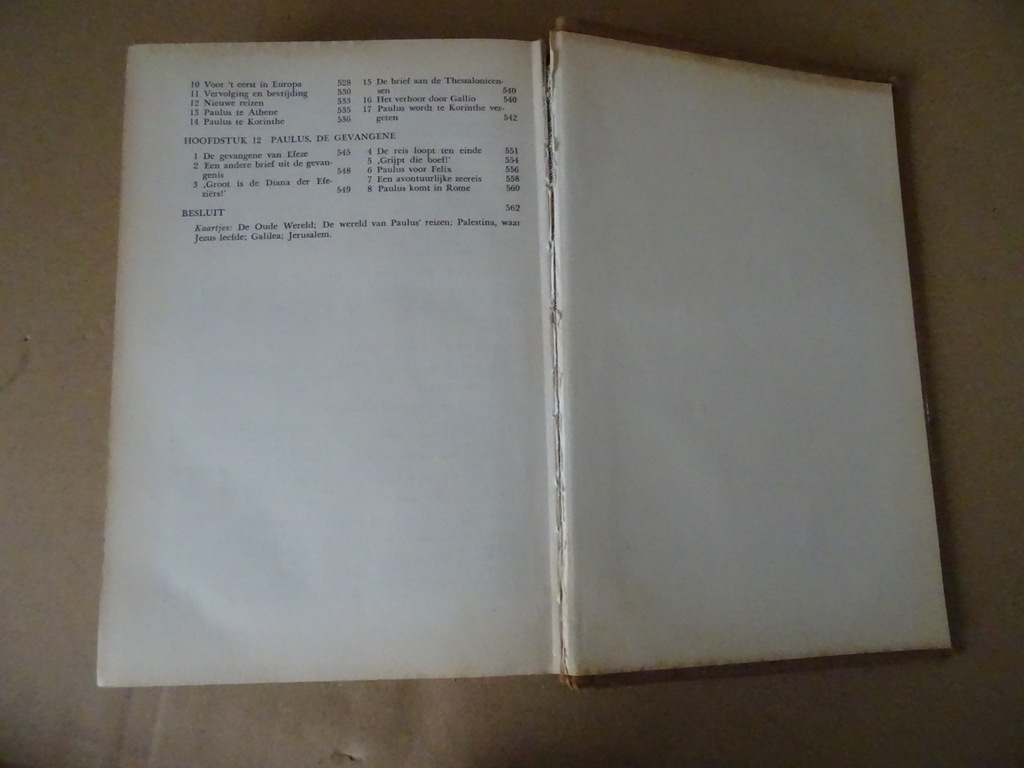 10 Voor 't eerst in Europa 528
11 Vervolging en bevrijding 530
12 Nieuwe reizen 533
13 Paulus te Athene 535
14 Paulus te Korinthe 536
15 De brief aan de Thessalonicen-
sen 540
16 Het verhoor door Gallio 540
17 Paulus wordt te Korinthe ver-
geten 542
HOOFDSTUK 12 PAULUS, DE GEVANGENE
1 De gevangene van Efeze 545
2 Een andere brief uit de gevan-
genis 548
3 ‚Groot is de Diana der Efe-
ziërs!’ 549
4 De reis loopt ten einde 551
5 ‚Grijpt die boef!’ 554
6 Paulus voor Felix 556
7 Een avontuurlijke zeereis 558
8 Paulus komt in Rome 560
BESLUIT 562
Kaartjes: De Oude Wereld; De wereld van Paulus' reizen; Palestina, waar
Jezus leefde; Galilea; Jerusalem.